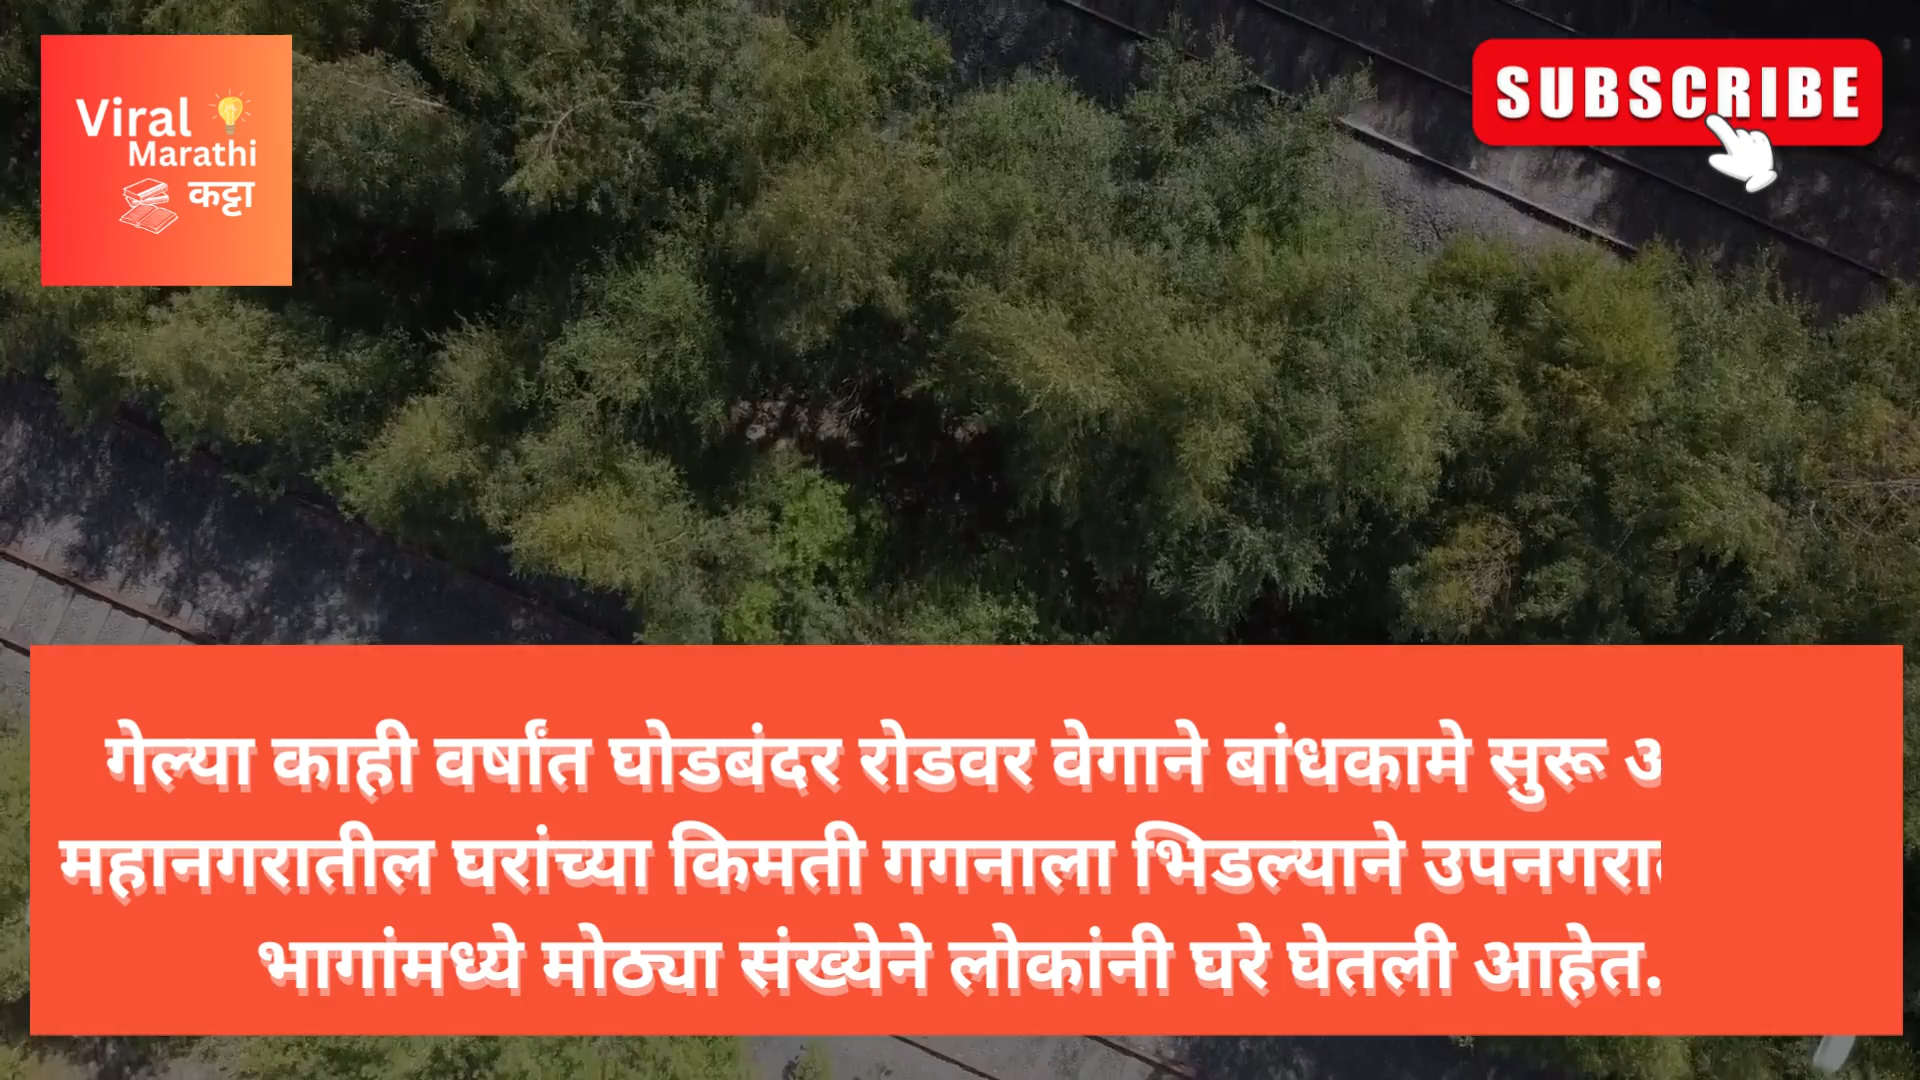 Viral
Marathi
कट्टा
SUBSCRIBE
गेल्या काही वर्षांत घोडबंदर रोडवर वेगाने बांधकामे सुरू
महानगरातील घरांच्या किमती गगनाला भिडल्याने
भागांमध्ये मोठ्या संख्येने लोकांनी घरे घेतली आहेत.